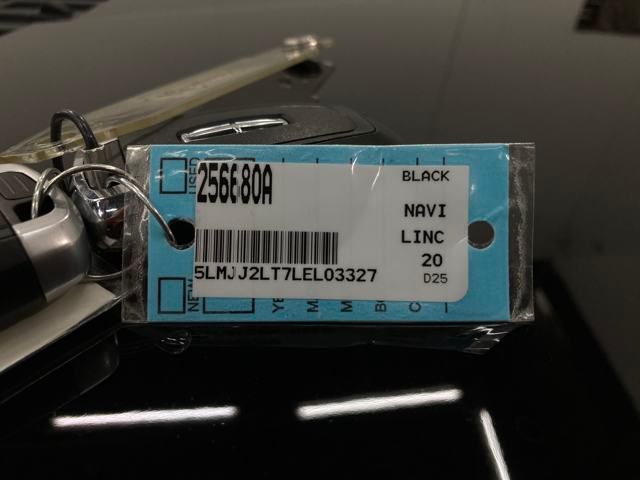 USED
256680A
BLACK
NAVI
LINC
20
5LMJJ2LT7LEL03327
D25
NEW